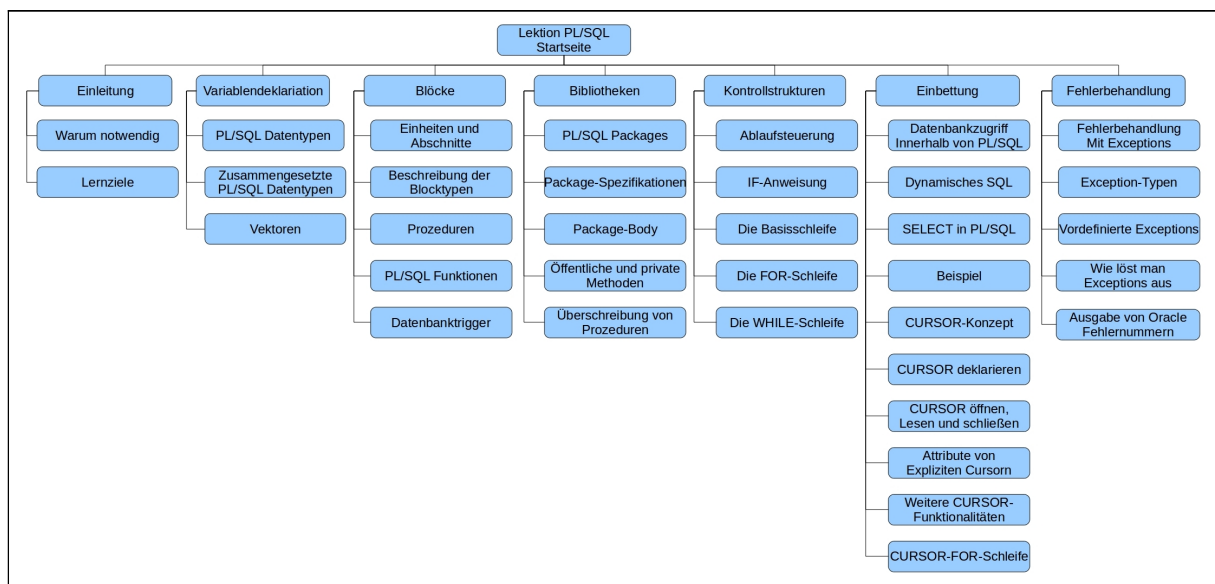 Lektion PL/SQL
Startseite
Einleitung
Warum notwendig
Lernziele
Variablendeklaration
PL/SQL Datentypen
Zusammengesetzte
PL/SQL Datentypen
Vektoren
Blöcke
Einheiten und
Abschnitte
Beschreibung der
Blocktypen
Prozeduren
PL/SQL Funktionen
Datenbanktrigger
Bibliotheken
PL/SQL Packages
Package-Spezifikationen
Package-Body
Öffentliche und private
Methoden
Überschreibung von
Prozeduren
Kontrollstrukturen
Ablaufsteuerung
IF-Anweisung
Die Basisschleife
Die FOR-Schleife
Die WHILE-Schleife
Einbettung
Datenbankzugriff
Innerhalb von PL/SQL
Dynamisches SQL
SELECT in PL/SQL
Beispiel
CURSOR-Konzept
CURSOR deklarieren
CURSOR öffnen,
Lesen und schließen
Attribute von
Expliziten Cursorn
Weitere CURSOR-
Funktionalitäten
CURSOR-FOR-Schleife
Fehlerbehandlung
Fehlerbehandlung
Mit Exceptions
Exception-Typen
Vordefinierte Exceptions
Wie löst man
Exceptions aus
Ausgabe von Oracle
Fehlernummern